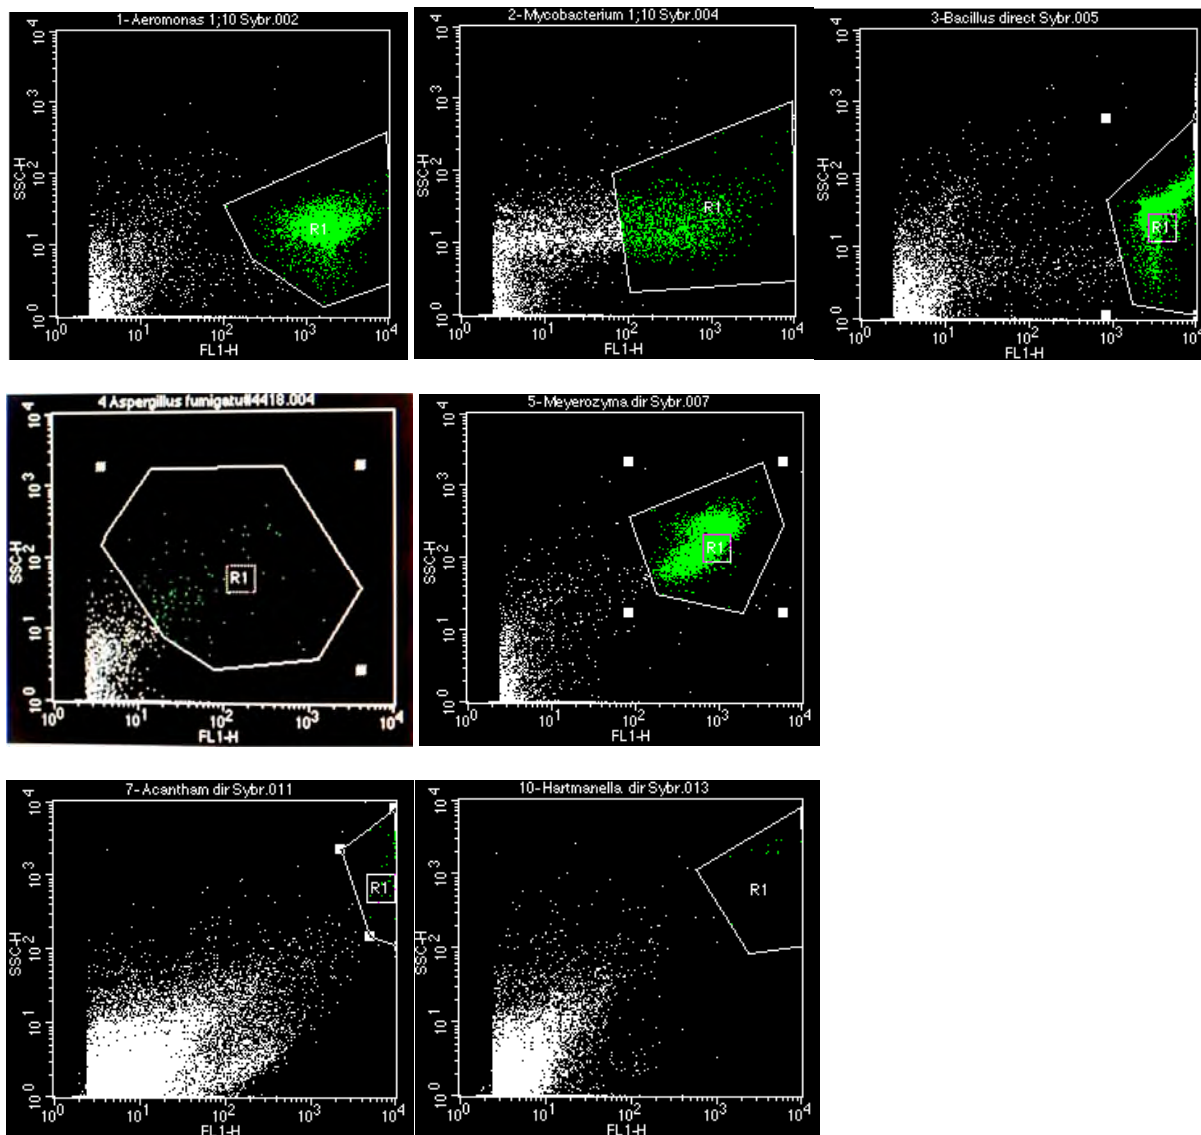 1- Aeromonas 1;10 Sybr.002
SSC-H
10^4
10^3
10^2
10^1
10^0
R1
10^0 10^1 10^2 10^3 10^4
FL1-H
2- Mycobacterium 1;10 Sybr.004
SSC-H
10^4
10^3
10^2
10^1
10^0
R1
10^0 10^1 10^2 10^3 10^4
FL1-H
3-Bacillus direct Sybr.005
SSC-H
10^4
10^3
10^2
10^1
10^0
R1
10^0 10^1 10^2 10^3 10^4
FL1-H
4 Aspergillus fumigatu#4418.004
SSC-H
10^4
10^3
10^2
10^1
10^0
R1
10^0 10^1 10^2 10^3 10^4
FL1-H
5- Meyerozyma dir Sybr.007
SSC-H
10^4
10^3
10^2
10^1
10^0
R1
10^0 10^1 10^2 10^3 10^4
FL1-H
7- Acantham dir Sybr.011
SSC-H
10^4
10^3
10^2
10^1
10^0
R1
10^0 10^1 10^2 10^3 10^4
FL1-H
10- Hartmanella dir Sybr.013
SSC-H
10^4
10^3
10^2
10^1
10^0
R1
10^0 10^1 10^2 10^3 10^4
FL1-H